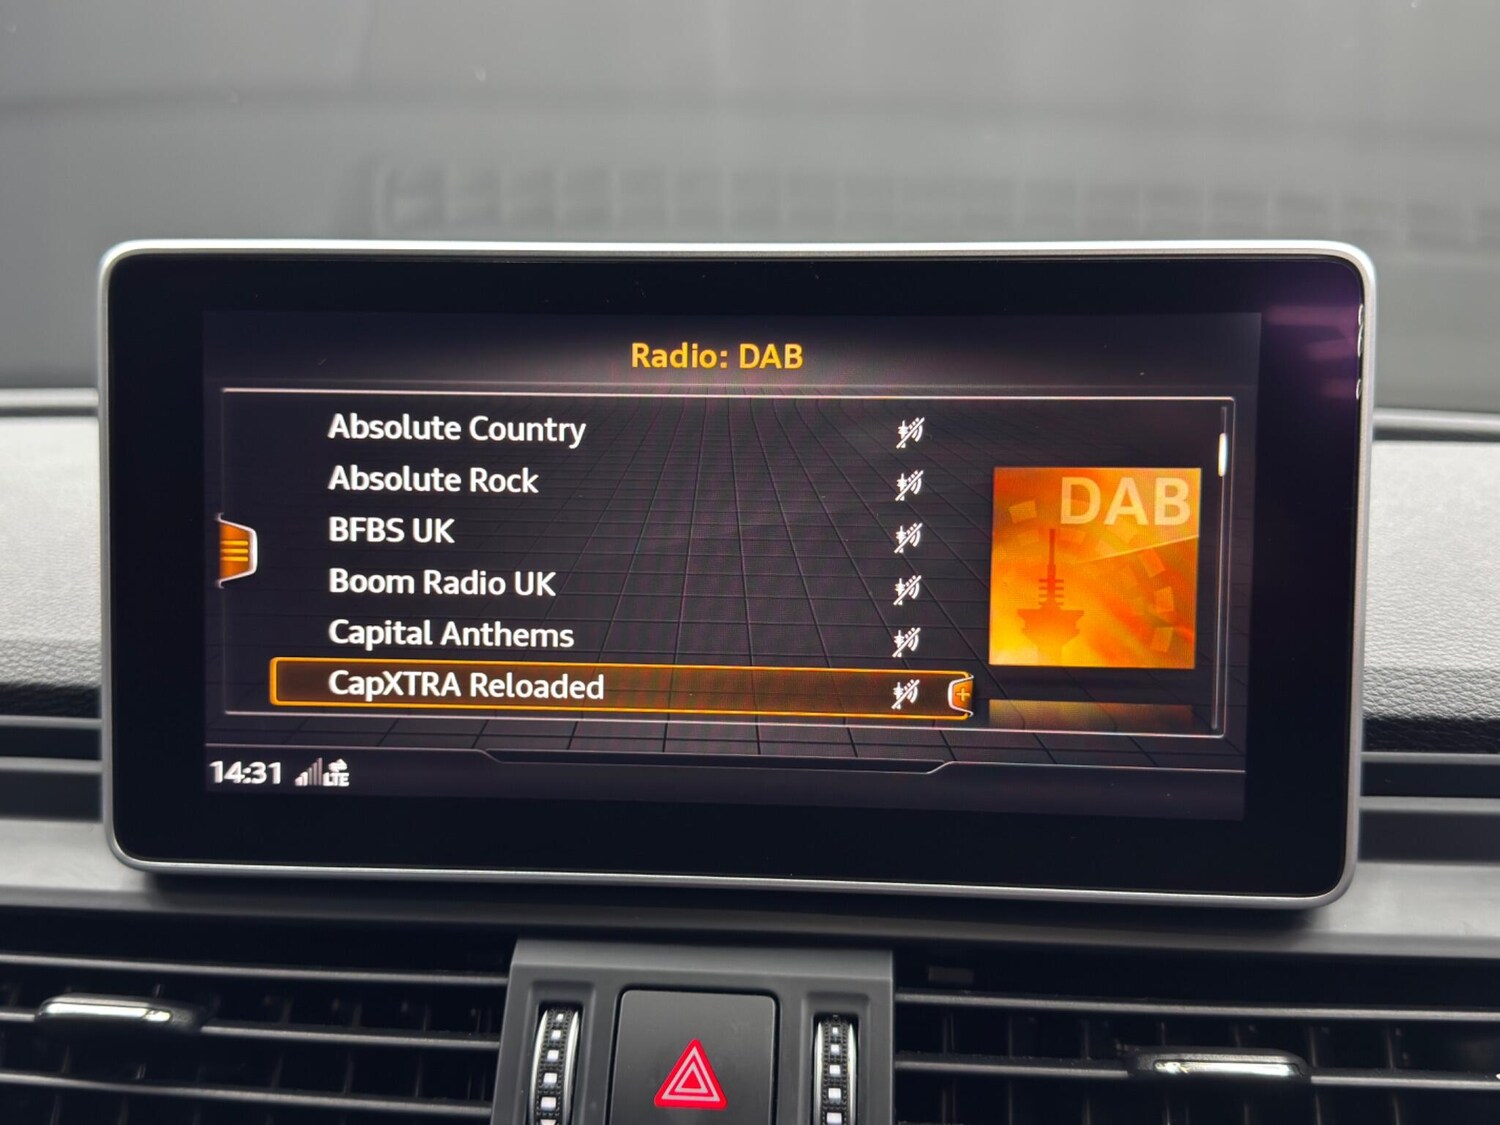 Radio: DAB
Absolute Country
Absolute Rock
BFBS UK
Boom Radio UK
Capital Anthems
CapXTRA Reloaded
DAB
14:31 LTE